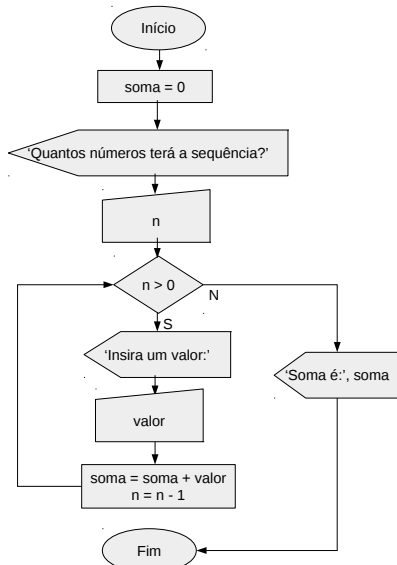 Início
soma = 0
‘Quantos números terá a sequência?’
n
n > 0
N
S
‘Insira um valor:’
‘Soma é:’, soma
valor
soma = soma + valor
n = n - 1
Fim